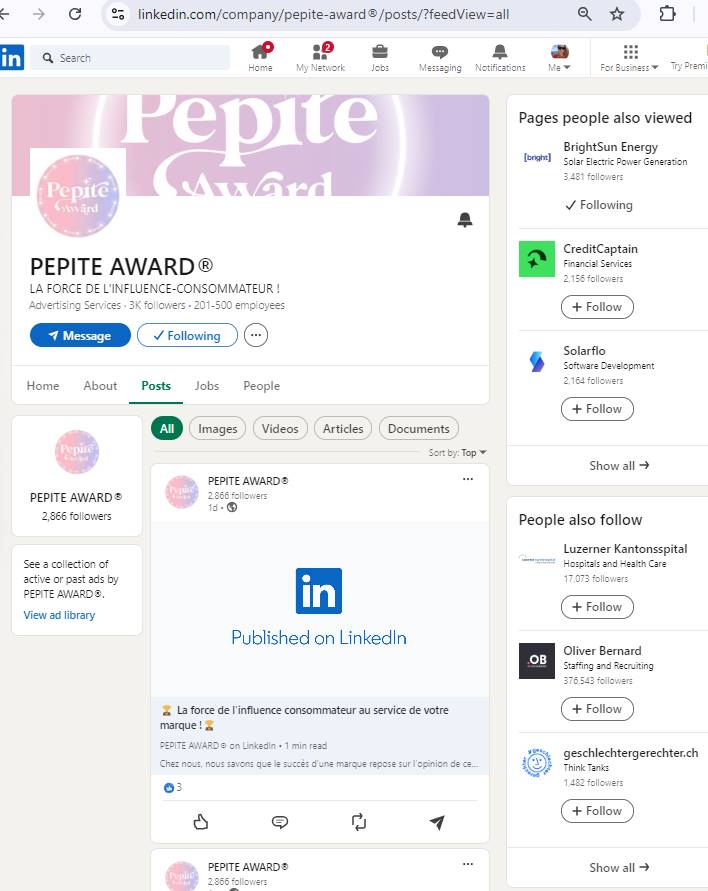 linkedin.com/company/pepite-award®/posts/?feedView=all
in
Search
Home
2
My Network
Jobs
Messaging
Notifications
Me
For Business
Try Premi
Pepite
Award
Pepite
Award
PEPITE AWARD®
LA FORCE DE L'INFLUENCE-CONSOMMATEUR !
Advertising Services · 3K followers • 201-500 employees
Message
Following
Home
About
Posts
Jobs
People
PEPITE AWARD®
2,866 followers
See a collection of
active or past ads by
PEPITE AWARD®.
View ad library
All
Images
Videos
Articles
Documents
Sort by: Top
PEPITE AWARD®
2,866 followers
1d •
in
Published on LinkedIn
🏆 La force de l'influence consommateur au service de votre
marque ! 🏆
PEPITE AWARD® on LinkedIn • 1 min read
Chez nous, nous savons que le succès d'une marque repose sur l'opinion de ce...
3
PEPITE AWARD®
2,866 followers
Pages people also viewed
[bright]
BrightSun Energy
Solar Electric Power Generation
3,481 followers
Following
CreditCaptain
Financial Services
2,156 followers
+ Follow
Solarflo
Software Development
2,164 followers
+ Follow
Show all →
People also follow
Luzerner Kantonsspital
Hospitals and Health Care
17,073 followers
+ Follow
.OB
Oliver Bernard
Staffing and Recruiting
376,543 followers
+ Follow
geschlechtergerechter.ch
Think Tanks
1,482 followers
+ Follow
Show all →